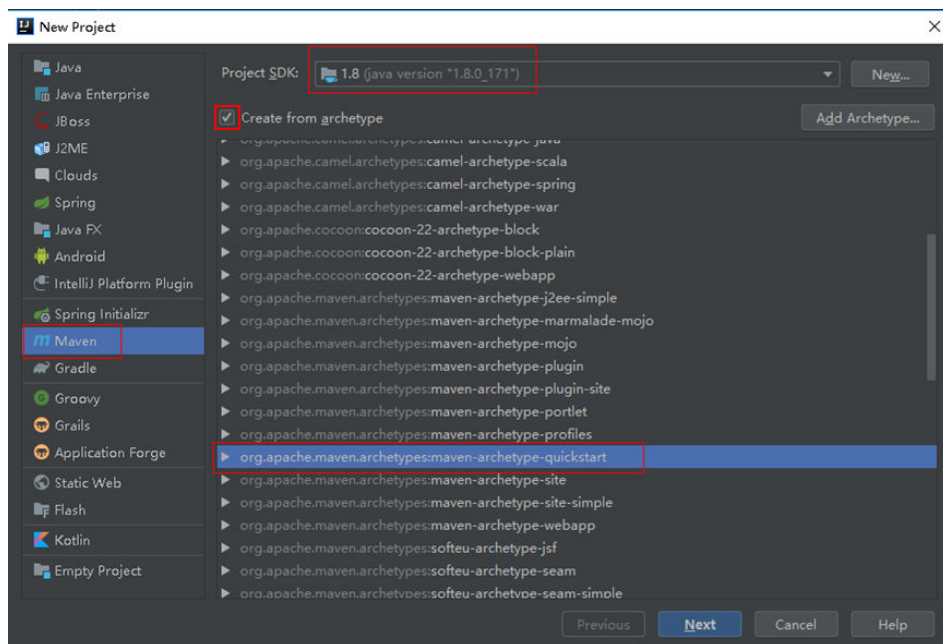 New Project
Java
Java Enterprise
JBoss
J2ME
Clouds
Spring
Java FX
Android
IntelliJ Platform Plugin
Spring Initializr
Maven
Gradle
Groovy
Grails
Application Forge
Static Web
Flash
Kotlin
Empty Project
Project SDK: 1.8 (java version "1.8.0_171") New...
Create from archetype Add Archetype...
org.apache.camel.archetypes:camel-archetype-java
org.apache.camel.archetypes:camel-archetype-scala
org.apache.camel.archetypes:camel-archetype-spring
org.apache.camel.archetypes:camel-archetype-war
org.apache.cocoon:cocoon-22-archetype-block
org.apache.cocoon:cocoon-22-archetype-block-plain
org.apache.cocoon:cocoon-22-archetype-webapp
org.apache.maven.archetypes:maven-archetype-j2ee-simple
org.apache.maven.archetypes:maven-archetype-marmalade-mojo
org.apache.maven.archetypes:maven-archetype-mojo
org.apache.maven.archetypes:maven-archetype-plugin
org.apache.maven.archetypes:maven-archetype-plugin-site
org.apache.maven.archetypes:maven-archetype-portlet
org.apache.maven.archetypes:maven-archetype-profiles
org.apache.maven.archetypes:maven-archetype-quickstart
org.apache.maven.archetypes:maven-archetype-site
org.apache.maven.archetypes:maven-archetype-site-simple
org.apache.maven.archetypes:maven-archetype-webapp
org.apache.maven.archetypes:softeu-archetype-jsf
org.apache.maven.archetypes:softeu-archetype-seam
org.apache.maven.archetypes:softeu-archetype-seam-simple
Previous Next Cancel Help